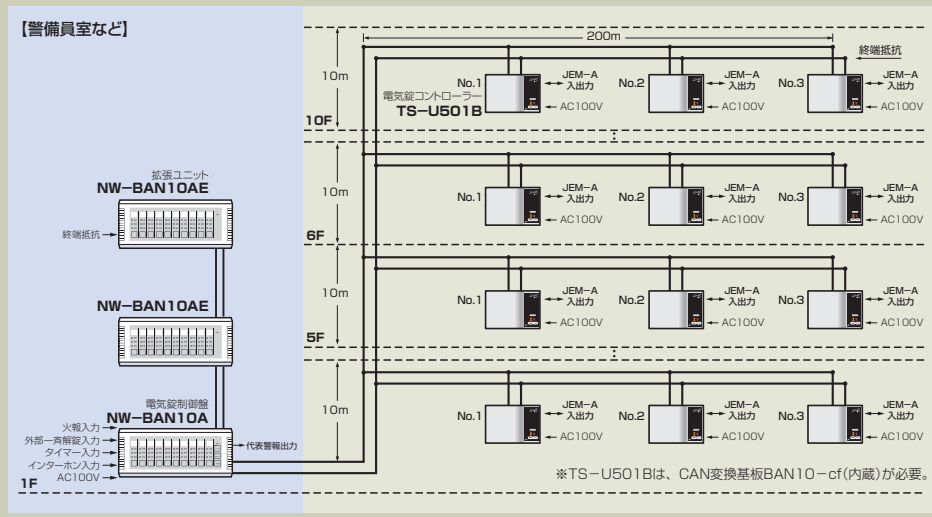 【警備員室など】
拡張ユニット
NW−BAN10AE
終端抵抗
NW−BAN10AE
電気錠制御盤
NW−BAN10A
火報入力
外部一斉解錠入力
タイマー入力
インターホン入力
AC100V
代表警報出力
1F
200m
終端抵抗
10m
No.1
電気錠コントローラー
TS−U501B
JEM−A
入出力
AC100V
No.2
JEM−A
入出力
AC100V
No.3
JEM−A
入出力
AC100V
10F
10m
No.1
JEM−A
入出力
AC100V
No.2
JEM−A
入出力
AC100V
No.3
JEM−A
入出力
AC100V
6F
10m
No.1
JEM−A
入出力
AC100V
No.2
JEM−A
入出力
AC100V
No.3
JEM−A
入出力
AC100V
5F
10m
No.1
JEM−A
入出力
AC100V
No.2
JEM−A
入出力
AC100V
No.3
JEM−A
入出力
AC100V
※TS−U501Bは、CAN変換基板BAN10−cf(内蔵)が必要。